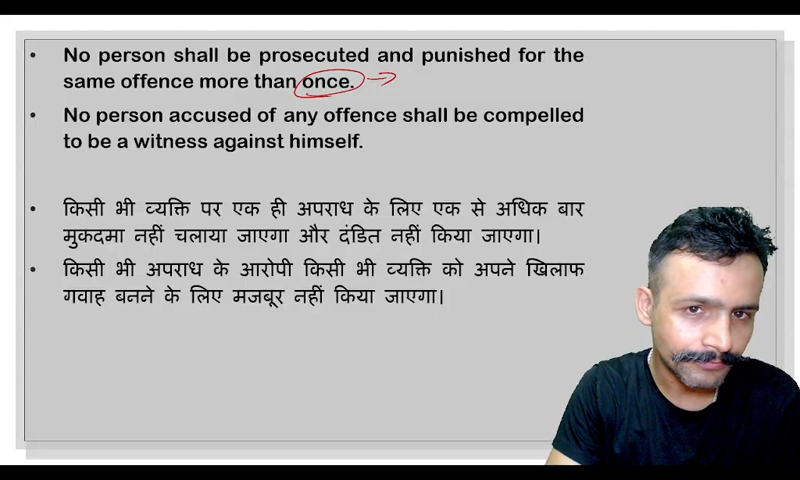 No person shall be prosecuted and punished for the
same offence more than once.
No person accused of any offence shall be compelled
to be a witness against himself.
किसी भी व्यक्ति पर एक ही अपराध के लिए एक से अधिक बार
मुकदमा नहीं चलाया जाएगा और दंडित नहीं किया जाएगा।
किसी भी अपराध के आरोपी किसी भी व्यक्ति को अपने खिलाफ
गवाह बनने के लिए मजबूर नहीं किया जाएगा।